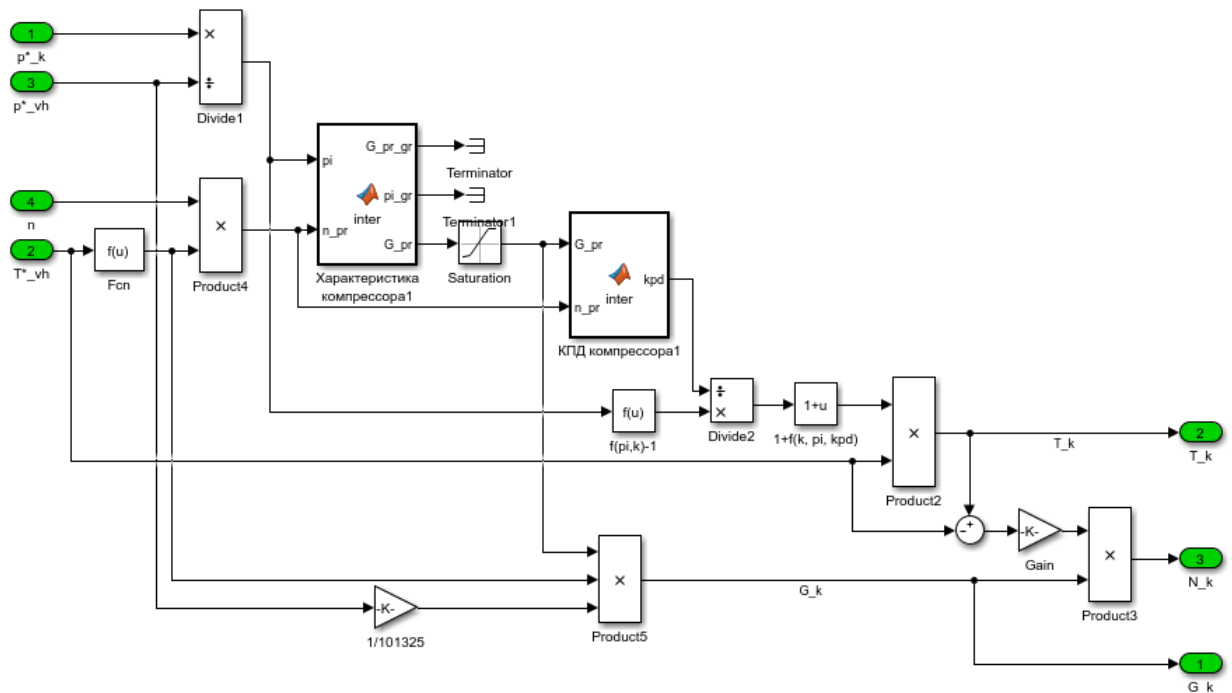 1
p*_k
3
p*_vh
×
÷
Divide1
4
n
2
T*_vh
f(u)
Fcn
×
Product4
pi
n_pr
G_pr_gr
pi_gr
G_pr
inter
Характеристика
компрессора1
Terminator
Terminator1
Saturation
G_pr
n_pr
kpd
inter
КПД компрессора1
f(u)
f(pi,k)-1
÷
×
Divide2
1+u
1+f(k, pi, kpd)
×
Product2
T_k
2
T_k
-K-
Gain
×
Product3
3
N_k
-K-
1/101325
×
Product5
G_k
1
G_k